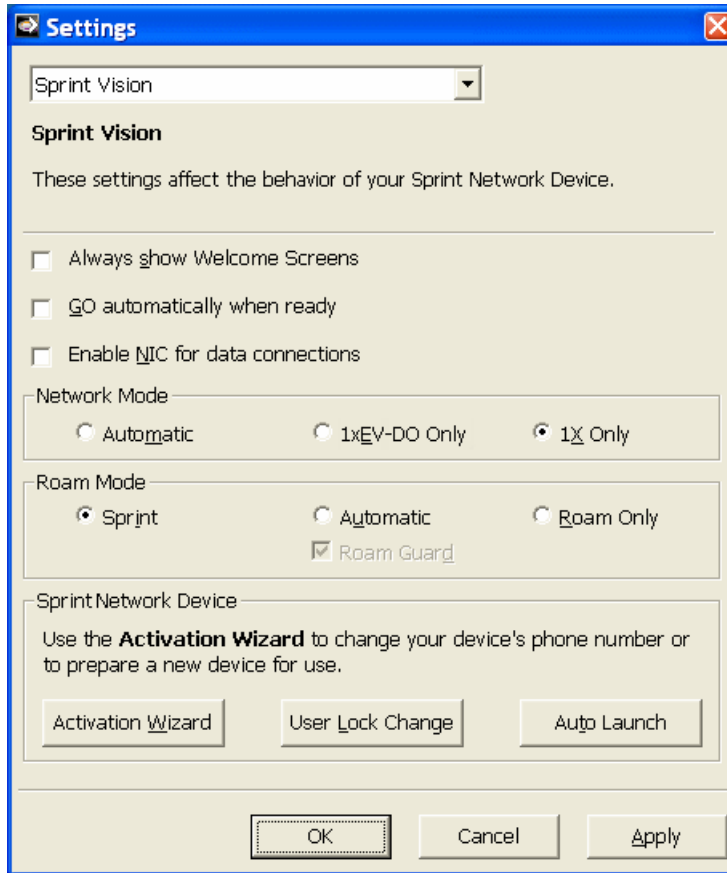 Settings
Sprint Vision
Sprint Vision
These settings affect the behavior of your Sprint Network Device.
Always show Welcome Screens
GO automatically when ready
Enable NIC for data connections
Network Mode
Automatic 1xEV-DO Only 1X Only
Roam Mode
Sprint Automatic Roam Only
Roam Guard
Sprint Network Device
Use the Activation Wizard to change your device's phone number or
to prepare a new device for use.
Activation Wizard User Lock Change Auto Launch
OK Cancel Apply